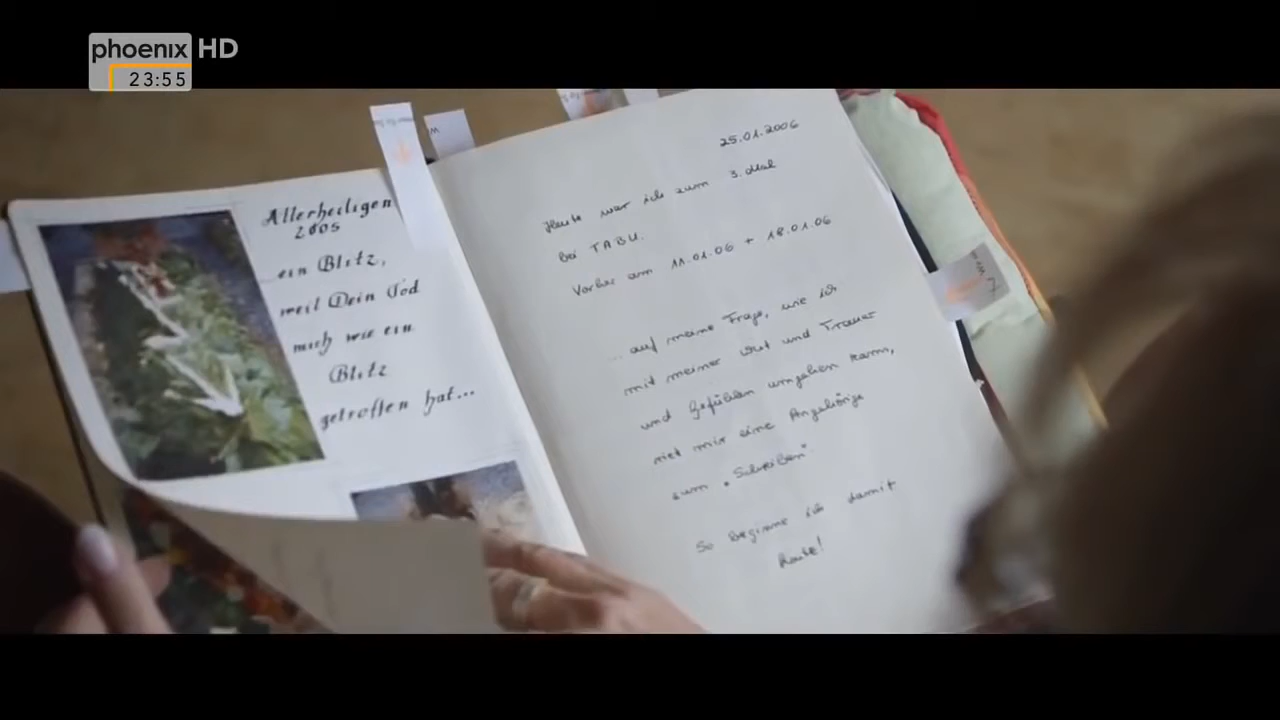 phoenix HD
23:55
Allerheiligen
2005
ein Blitz,
weil Dein Tod
mich wie ein
Blitz
getroffen hat...
25.01.2006
Heute war ich zum 3. Mal
bei TABU.
Vorher am 11.01.06 + 18.01.06
... auf meine Frage, wie ich
mit meiner Wut und Trauer
und Gefühlen umgehen kann,
riet mir eine Angehörige
zum "Schreiben"
So beginne ich damit
heute!